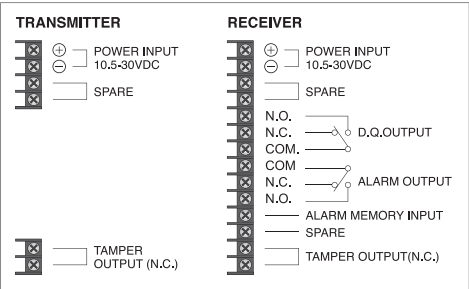 TRANSMITTER
⊕ POWER INPUT
⊖ 10.5-30VDC
SPARE
TAMPER
OUTPUT (N.C.)
RECEIVER
⊕ POWER INPUT
⊖ 10.5-30VDC
SPARE
N.O.
N.C. D.Q.OUTPUT
COM.
COM
N.C. ALARM OUTPUT
N.O.
ALARM MEMORY INPUT
SPARE
TAMPER OUTPUT(N.C.)